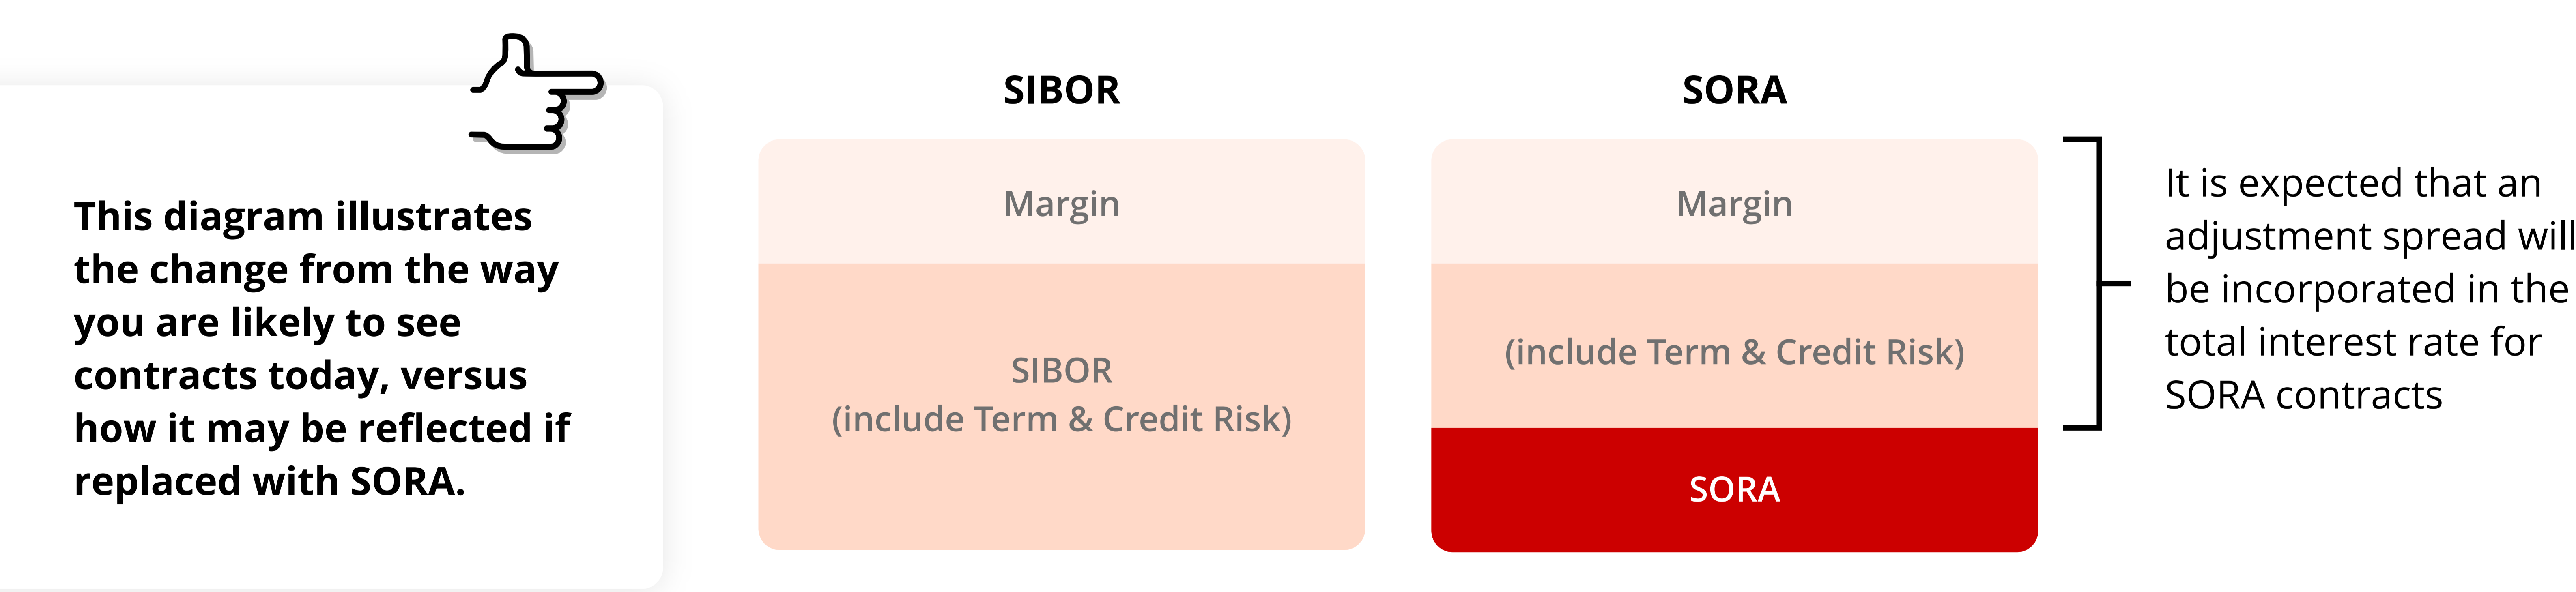 This diagram illustrates
the change from the way
you are likely to see
contracts today, versus
how it may be reflected if
replaced with SORA.
SIBOR
Margin
SIBOR
(include Term & Credit Risk)
SORA
Margin
(include Term & Credit Risk)
SORA
It is expected that an
adjustment spread will
be incorporated in the
total interest rate for
SORA contracts